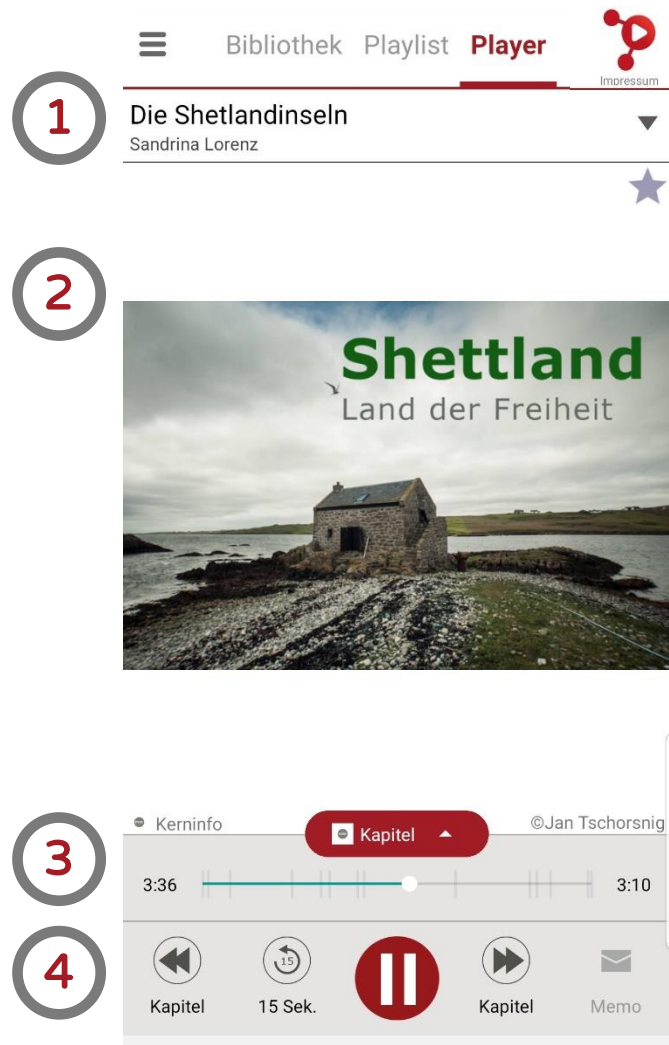 Bibliothek Playlist Player
Impressum
1
Die Shetlandinseln
Sandrina Lorenz
2
Shettland
Land der Freiheit
Kerninfo
Kapitel
©Jan Tschorsnig
3
3:36
3:10
4
15
Kapitel
15 Sek.
Kapitel
Memo